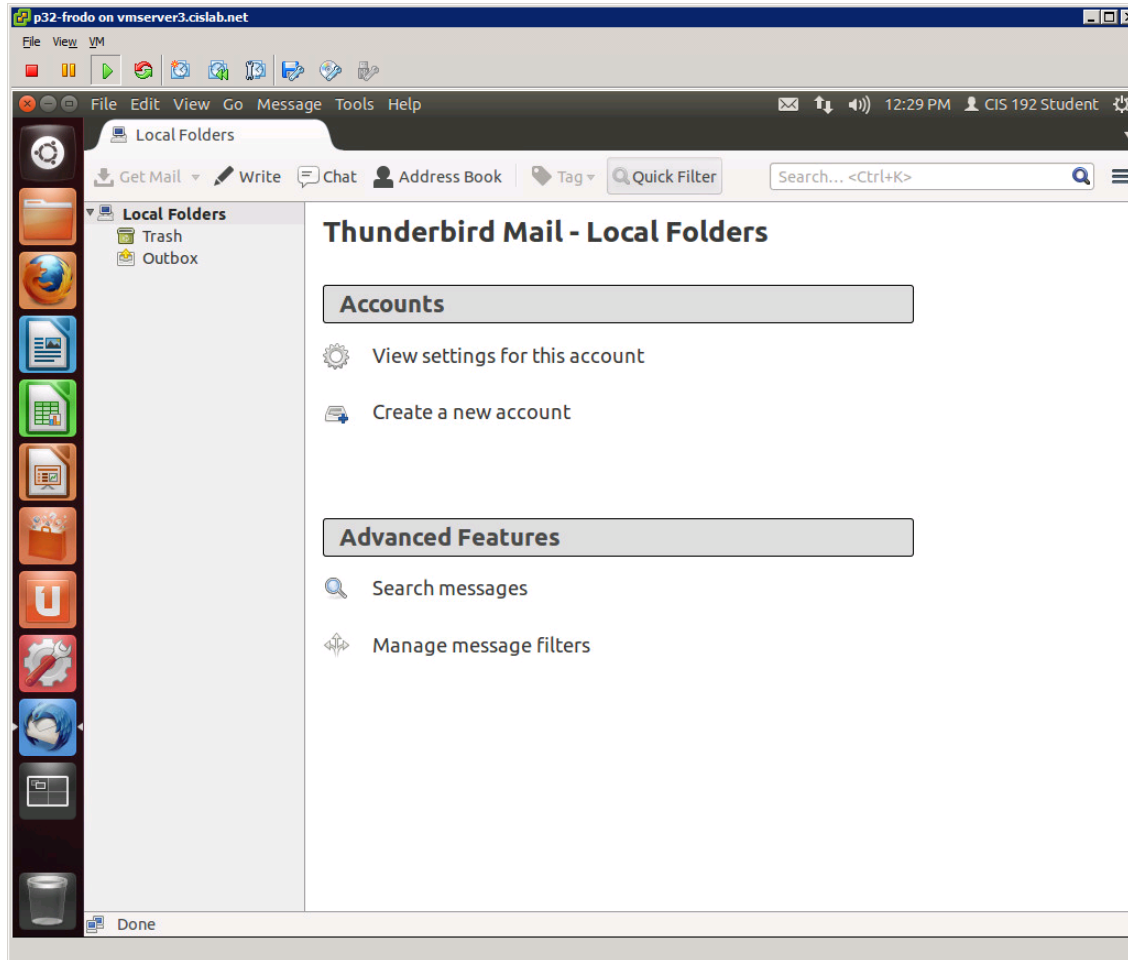 p32-frodo on vmserver3.cislab.net
File View VM
File Edit View Go Message Tools Help 12:29 PM CIS 192 Student
Local Folders
Get Mail Write Chat Address Book Tag Quick Filter Search... <Ctrl+K>
Local Folders
Trash
Outbox
Thunderbird Mail - Local Folders
Accounts
View settings for this account
Create a new account
Advanced Features
Search messages
Manage message filters
Done